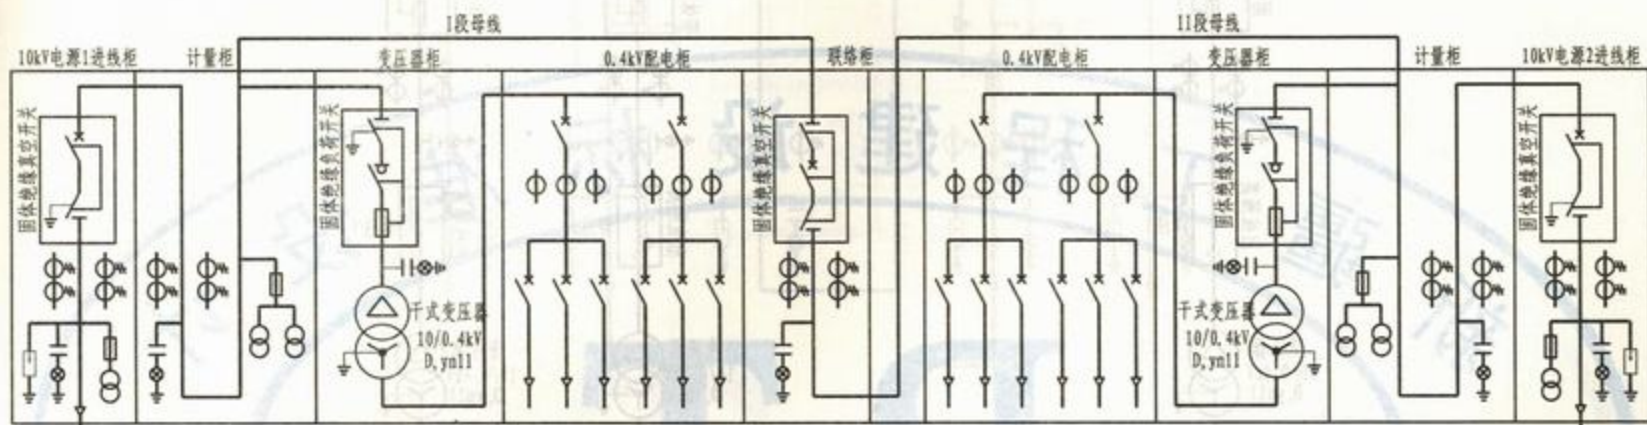 I段母线
II段母线
10kV电源1进线柜
计量柜
变压器柜
0.4kV配电柜
联络柜
0.4kV配电柜
变压器柜
计量柜
10kV电源2进线柜
固体绝缘真空开关
固体绝缘负荷开关
固体绝缘真空开关
固体绝缘负荷开关
固体绝缘真空开关
干式变压器
10/0.4kV
D,yn11
干式变压器
10/0.4kV
D,yn11
建设
程
工
疆